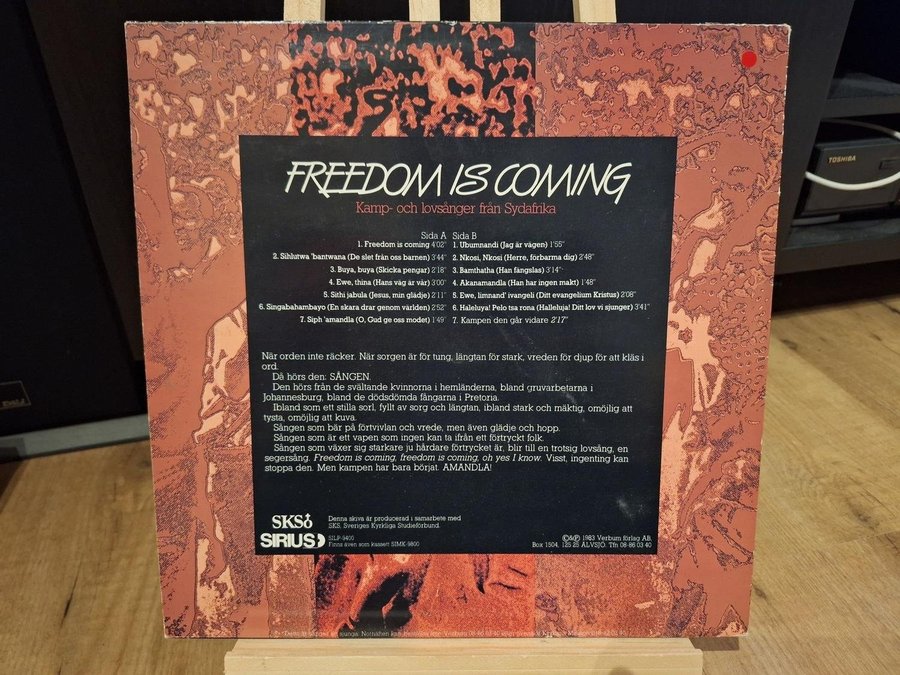 FREEDOM IS COMING
Kamp- och lovsånger från Sydafrika
Sida A
1. Freedom is coming 4'02"
2. Sihlutwa 'bantwana (De slet från oss barnen) 3'44"
3. Buya, buya (Skicka pengar) 2'18"
4. Ewe, thina (Hans väg är vår) 3'00"
5. Sithi jabula (Jesus, min glädje) 2'11"
6. Singabahambayo (En skara drar genom världen) 2'52"
7. Siph 'amandla (O, Gud ge oss modet) 1'49"
Sida B
1. Ubumnandi (Jag är vägen) 1'55"
2. Nkosi, Nkosi (Herre, förbarma dig) 2'48"
3. Bamthatha (Han fängslas) 3'14"
4. Akanamandla (Han har ingen makt) 1'48"
5. Ewe, limnand' ivangeli (Ditt evangelium Kristus) 2'08"
6. Haleluya! Pelo tsa rona (Halleluja! Ditt lov vi sjunger) 3'41"
7. Kampen den går vidare 2'17"
När orden inte räcker. När sorgen är för tung, längtan för stark, vreden för djup för att kläs i
ord.
Då hörs den: SÅNGEN.
Den hörs från de svältande kvinnorna i hemländerna, bland gruvarbetarna i
Johannesburg, bland de dödsdömda fångarna i Pretoria.
Ibland som ett stilla sorl, fyllt av sorg och längtan, ibland stark och mäktig, omöjlig att
tysta, omöjlig att kuva.
Sången som bär på förtvivlan och vrede, men även glädje och hopp.
Sången som är ett vapen som ingen kan ta ifrån ett förtryckt folk.
Sången som växer sig starkare ju hårdare förtrycket är, blir till en trotsig lovsång, en
segersång. Freedom is coming, freedom is coming, oh yes I know. Visst, ingenting kan
stoppa den. Men kampen har bara börjat. AMANDLA!
SKS
Denna skiva är producerad i samarbete med
SKS, Sveriges Kyrkliga Studieförbund.
SIRIUS
SILP-9400
Finns även som kassett SIMK-9800
©&℗ 1983 Verbum förlag AB,
Box 1504, 125 25 ÄLVSJÖ. Tfn 08-86 03 40
TOSHIBA